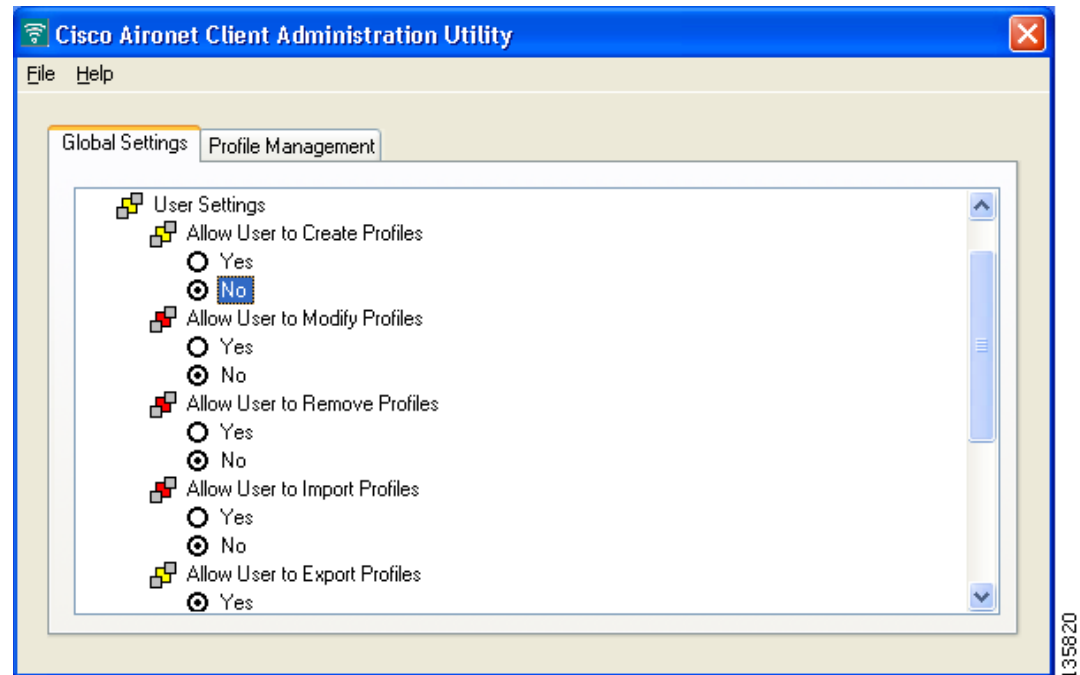 Cisco Aironet Client Administration Utility
File Help
Global Settings Profile Management
User Settings
Allow User to Create Profiles
Yes
No
Allow User to Modify Profiles
Yes
No
Allow User to Remove Profiles
Yes
No
Allow User to Import Profiles
Yes
No
Allow User to Export Profiles
Yes
135820